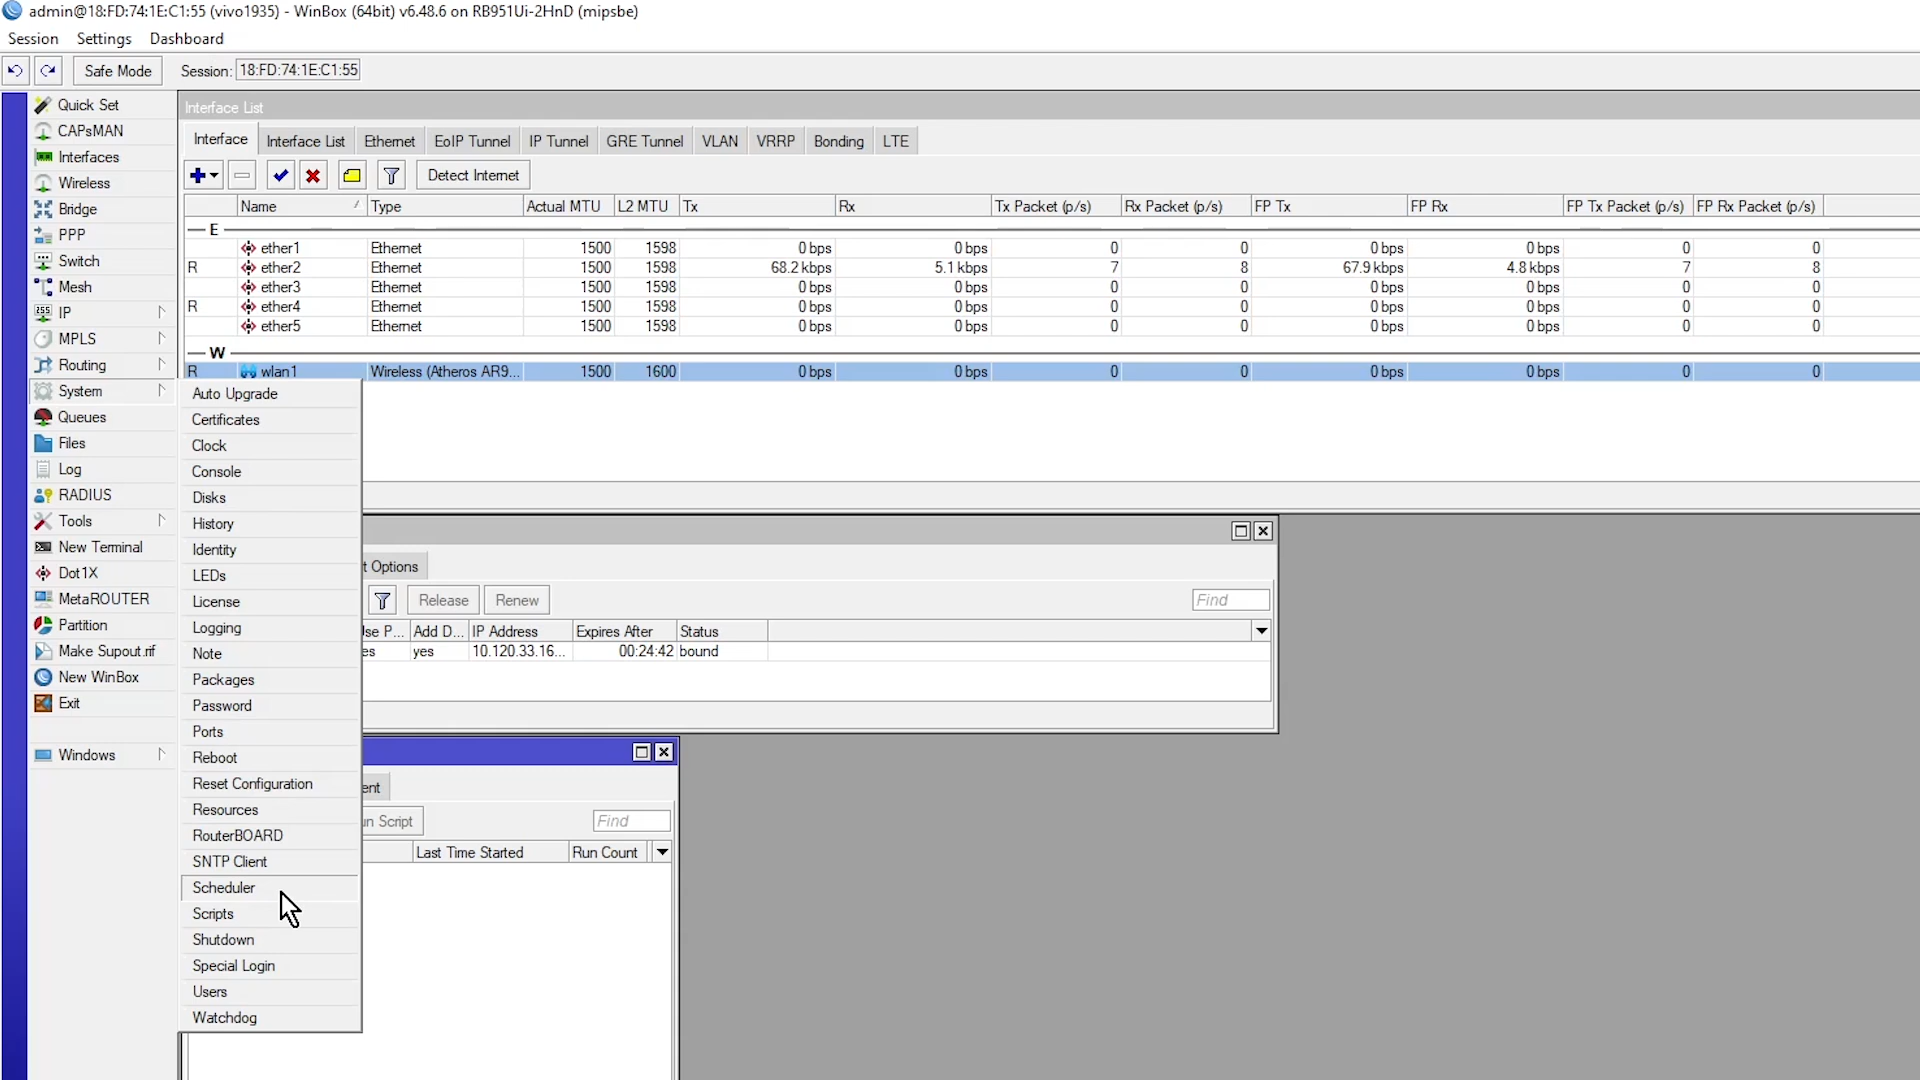 admin@18:FD:74:1E:C1:55 (vivo1935) - WinBox (64bit) v6.48.6 on RB951Ui-2HnD (mipsbe)
Session Settings Dashboard
Safe Mode Session: 18:FD:74:1E:C1:55
Quick Set
CAPsMAN
Interfaces
Wireless
Bridge
PPP
Switch
Mesh
IP
MPLS
Routing
System
Queues
Files
Log
RADIUS
Tools
New Terminal
Dot1X
MetaROUTER
Partition
Make Supout.rif
New WinBox
Exit
Windows
Interface List
Interface Interface List Ethernet EoIP Tunnel IP Tunnel GRE Tunnel VLAN VRRP Bonding LTE
Detect Internet
Name Type Actual MTU L2 MTU Tx Rx Tx Packet (p/s) Rx Packet (p/s) FP Tx FP Rx FP Tx Packet (p/s) FP Rx Packet (p/s)
E
ether1 Ethernet 1500 1598 0 bps 0 bps 0 0 0 bps 0 bps 0 0
R ether2 Ethernet 1500 1598 68.2 kbps 5.1 kbps 7 8 67.9 kbps 4.8 kbps 7 8
ether3 Ethernet 1500 1598 0 bps 0 bps 0 0 0 bps 0 bps 0 0
R ether4 Ethernet 1500 1598 0 bps 0 bps 0 0 0 bps 0 bps 0 0
ether5 Ethernet 1500 1598 0 bps 0 bps 0 0 0 bps 0 bps 0 0
W
R wlan1 Wireless (Atheros AR9... 1500 1600 0 bps 0 bps 0 0 0 bps 0 bps 0 0
Auto Upgrade
Certificates
Clock
Console
Disks
History
Identity
LEDs
License
Logging
Note
Packages
Password
Ports
Reboot
Reset Configuration
Resources
RouterBOARD
SNTP Client
Scheduler
Scripts
Shutdown
Special Login
Users
Watchdog
t Options
Release Renew Find
Use P... Add D... IP Address Expires After Status
es yes 10.120.33.16... 00:24:42 bound
ent
un Script Find
Last Time Started Run Count